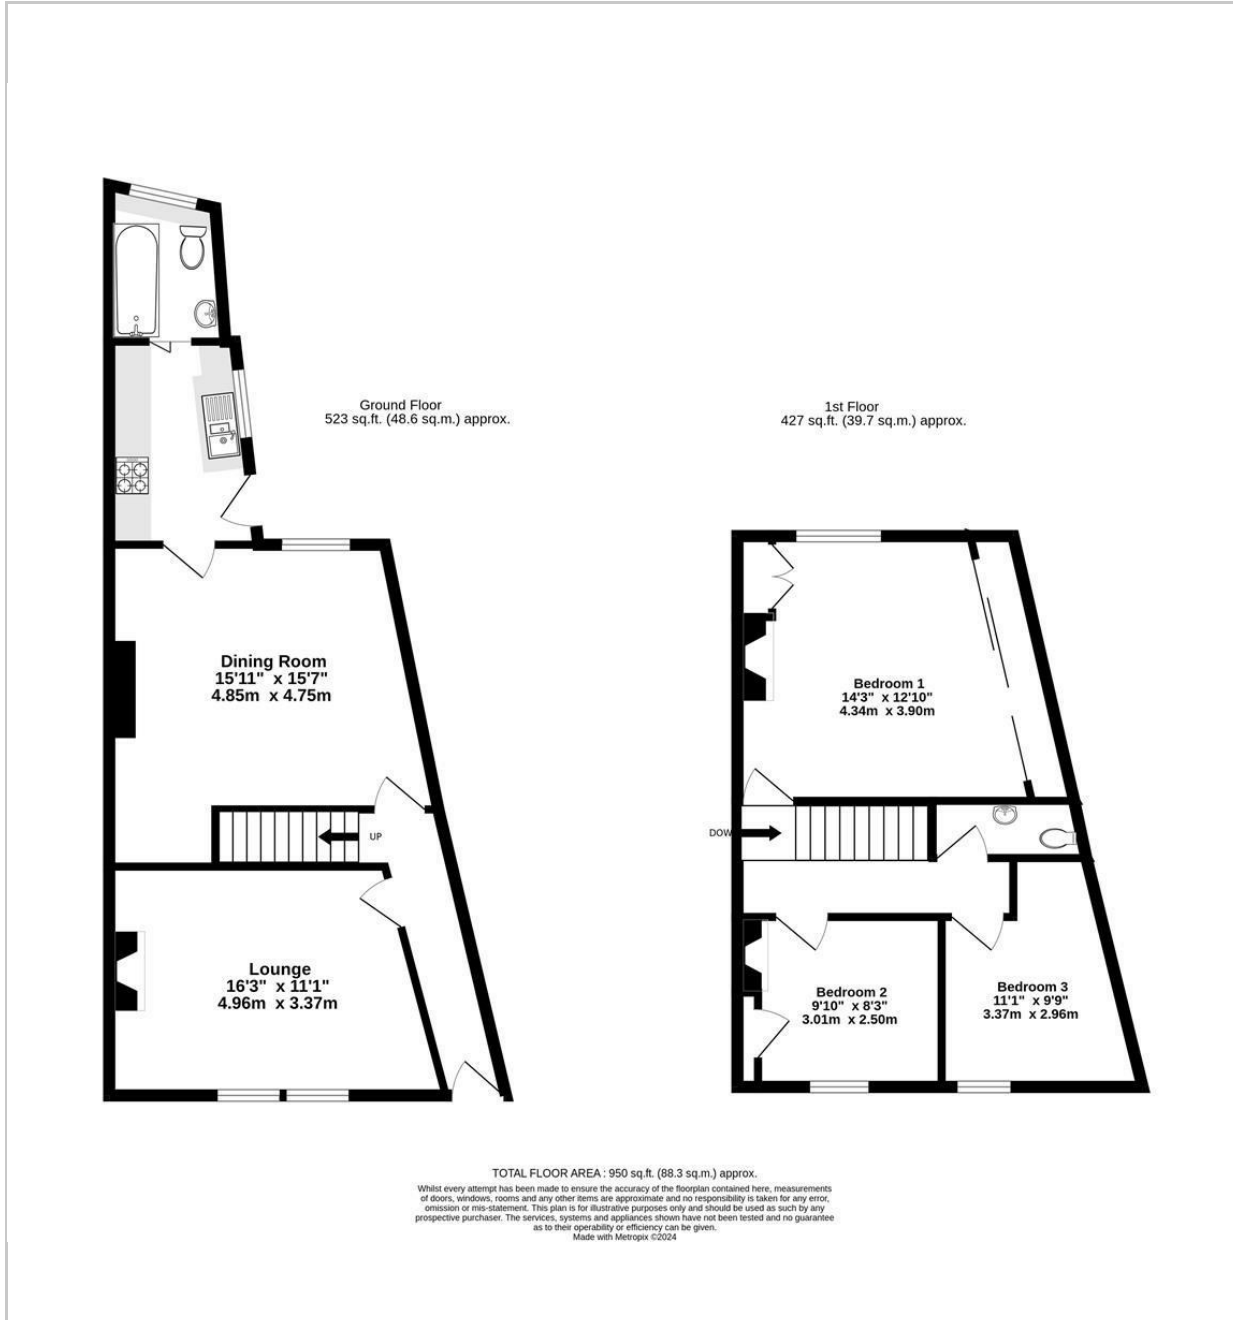 Ground Floor
523 sq.ft. (48.6 sq.m.) approx.
1st Floor
427 sq.ft. (39.7 sq.m.) approx.
Dining Room
15'11" x 15'7"
4.85m x 4.75m
UP
Lounge
16'3" x 11'1"
4.96m x 3.37m
Bedroom 1
14'3" x 12'10"
4.34m x 3.90m
DOW
Bedroom 2
9'10" x 8'3"
3.01m x 2.50m
Bedroom 3
11'1" x 9'9"
3.37m x 2.96m
TOTAL FLOOR AREA : 950 sq.ft. (88.3 sq.m.) approx.
Whilst every attempt has been made to ensure the accuracy of the floorplan contained here, measurements
of doors, windows, rooms and any other items are approximate and no responsibility is taken for any error,
omission or mis-statement. This plan is for illustrative purposes only and should be used as such by any
prospective purchaser. The services, systems and appliances shown have not been tested and no guarantee
as to their operability or efficiency can be given.
Made with Metropix ©2024